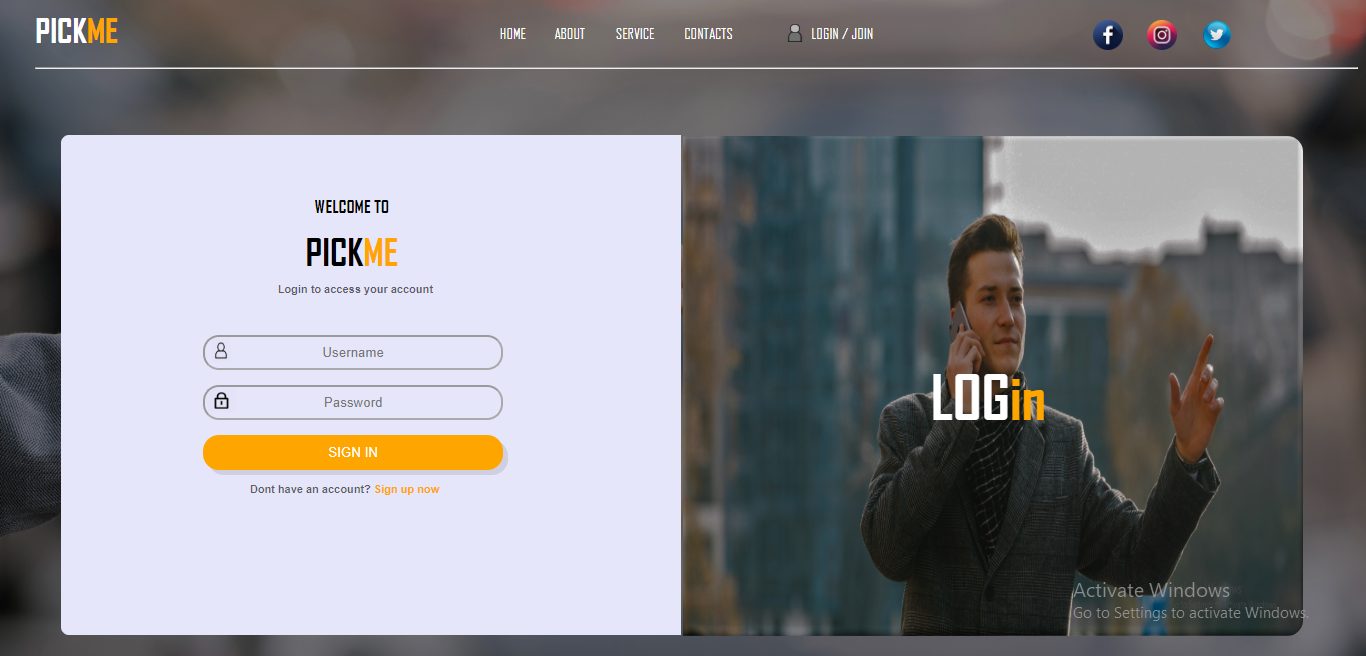 PICKME
HOME ABOUT SERVICE CONTACTS LOGIN / JOIN
WELCOME TO
PICKME
Login to access your account
Username
Password
SIGN IN
Dont have an account? Sign up now
LOGin
Activate Windows
Go to Settings to activate Windows.